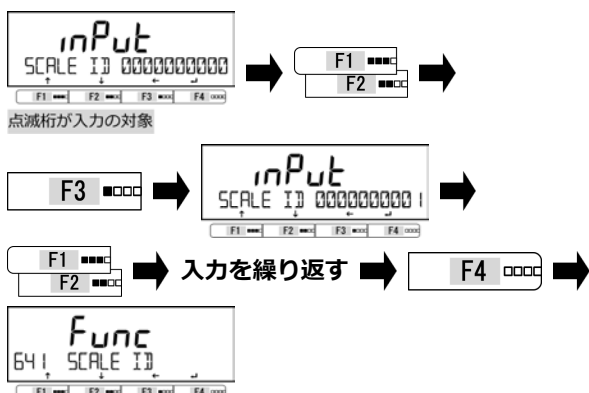 inPut
SCALE ID 0000000000
↑ ↓ ← ↵
F1 F2 F3 F4
点滅桁が入力の対象
F1
F2
F3
inPut
SCALE ID 0000000001
↑ ↓ ← ↵
F1 F2 F3 F4
F1
F2
入力を繰り返す
F4
Func
641 SCALE ID
↑ ↓ ← ↵
F1 F2 F3 F4